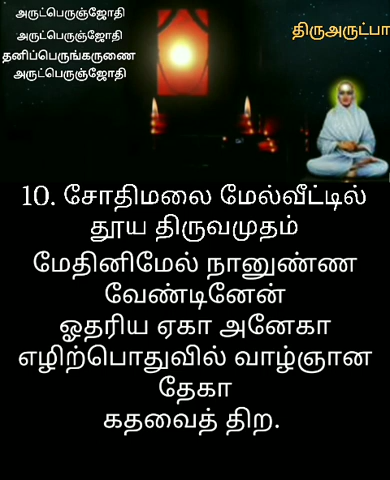 அருட்பெருஞ்ஜோதி
அருட்பெருஞ்ஜோதி
தனிப்பெருங்கருணை
அருட்பெருஞ்ஜோதி
திருஅருட்பா
10. சோதிமலை மேல்வீட்டில்
தூய திருவமுதம்
மேதினிமேல் நானுண்ண
வேண்டினேன்
ஓதரிய ஏகா அனேகா
எழிற்பொதுவில் வாழ்ஞான
தேகா
கதவைத் திற.